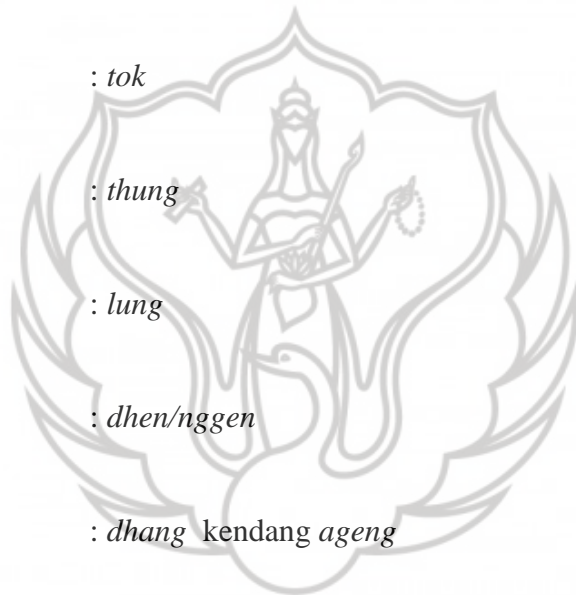 : tok
: thung
: lung
: dhen/nggen
: dhang kendang ageng